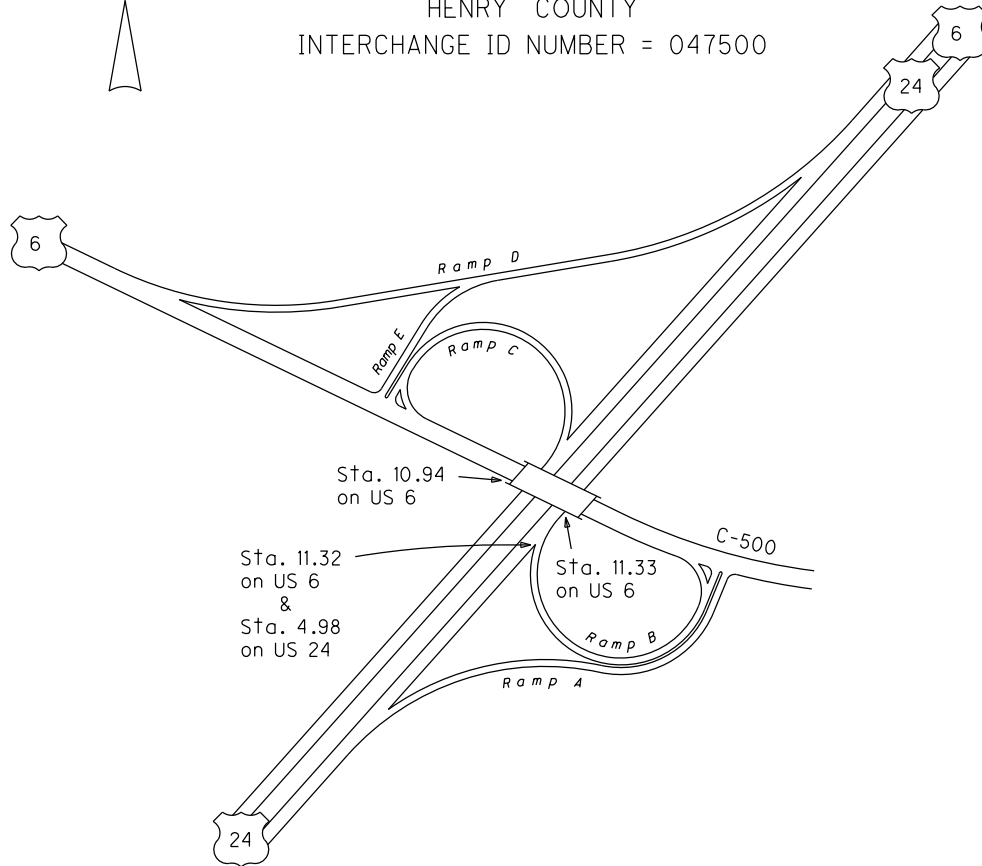 HENRY COUNTY
INTERCHANGE ID NUMBER = 047500
6
24
6
Ramp D
Ramp E
Ramp C
Sta. 10.94
on US 6
C-500
Sta. 11.32
on US 6
&
Sta. 4.98
on US 24
Sta. 11.33
on US 6
Ramp B
Ramp A
24